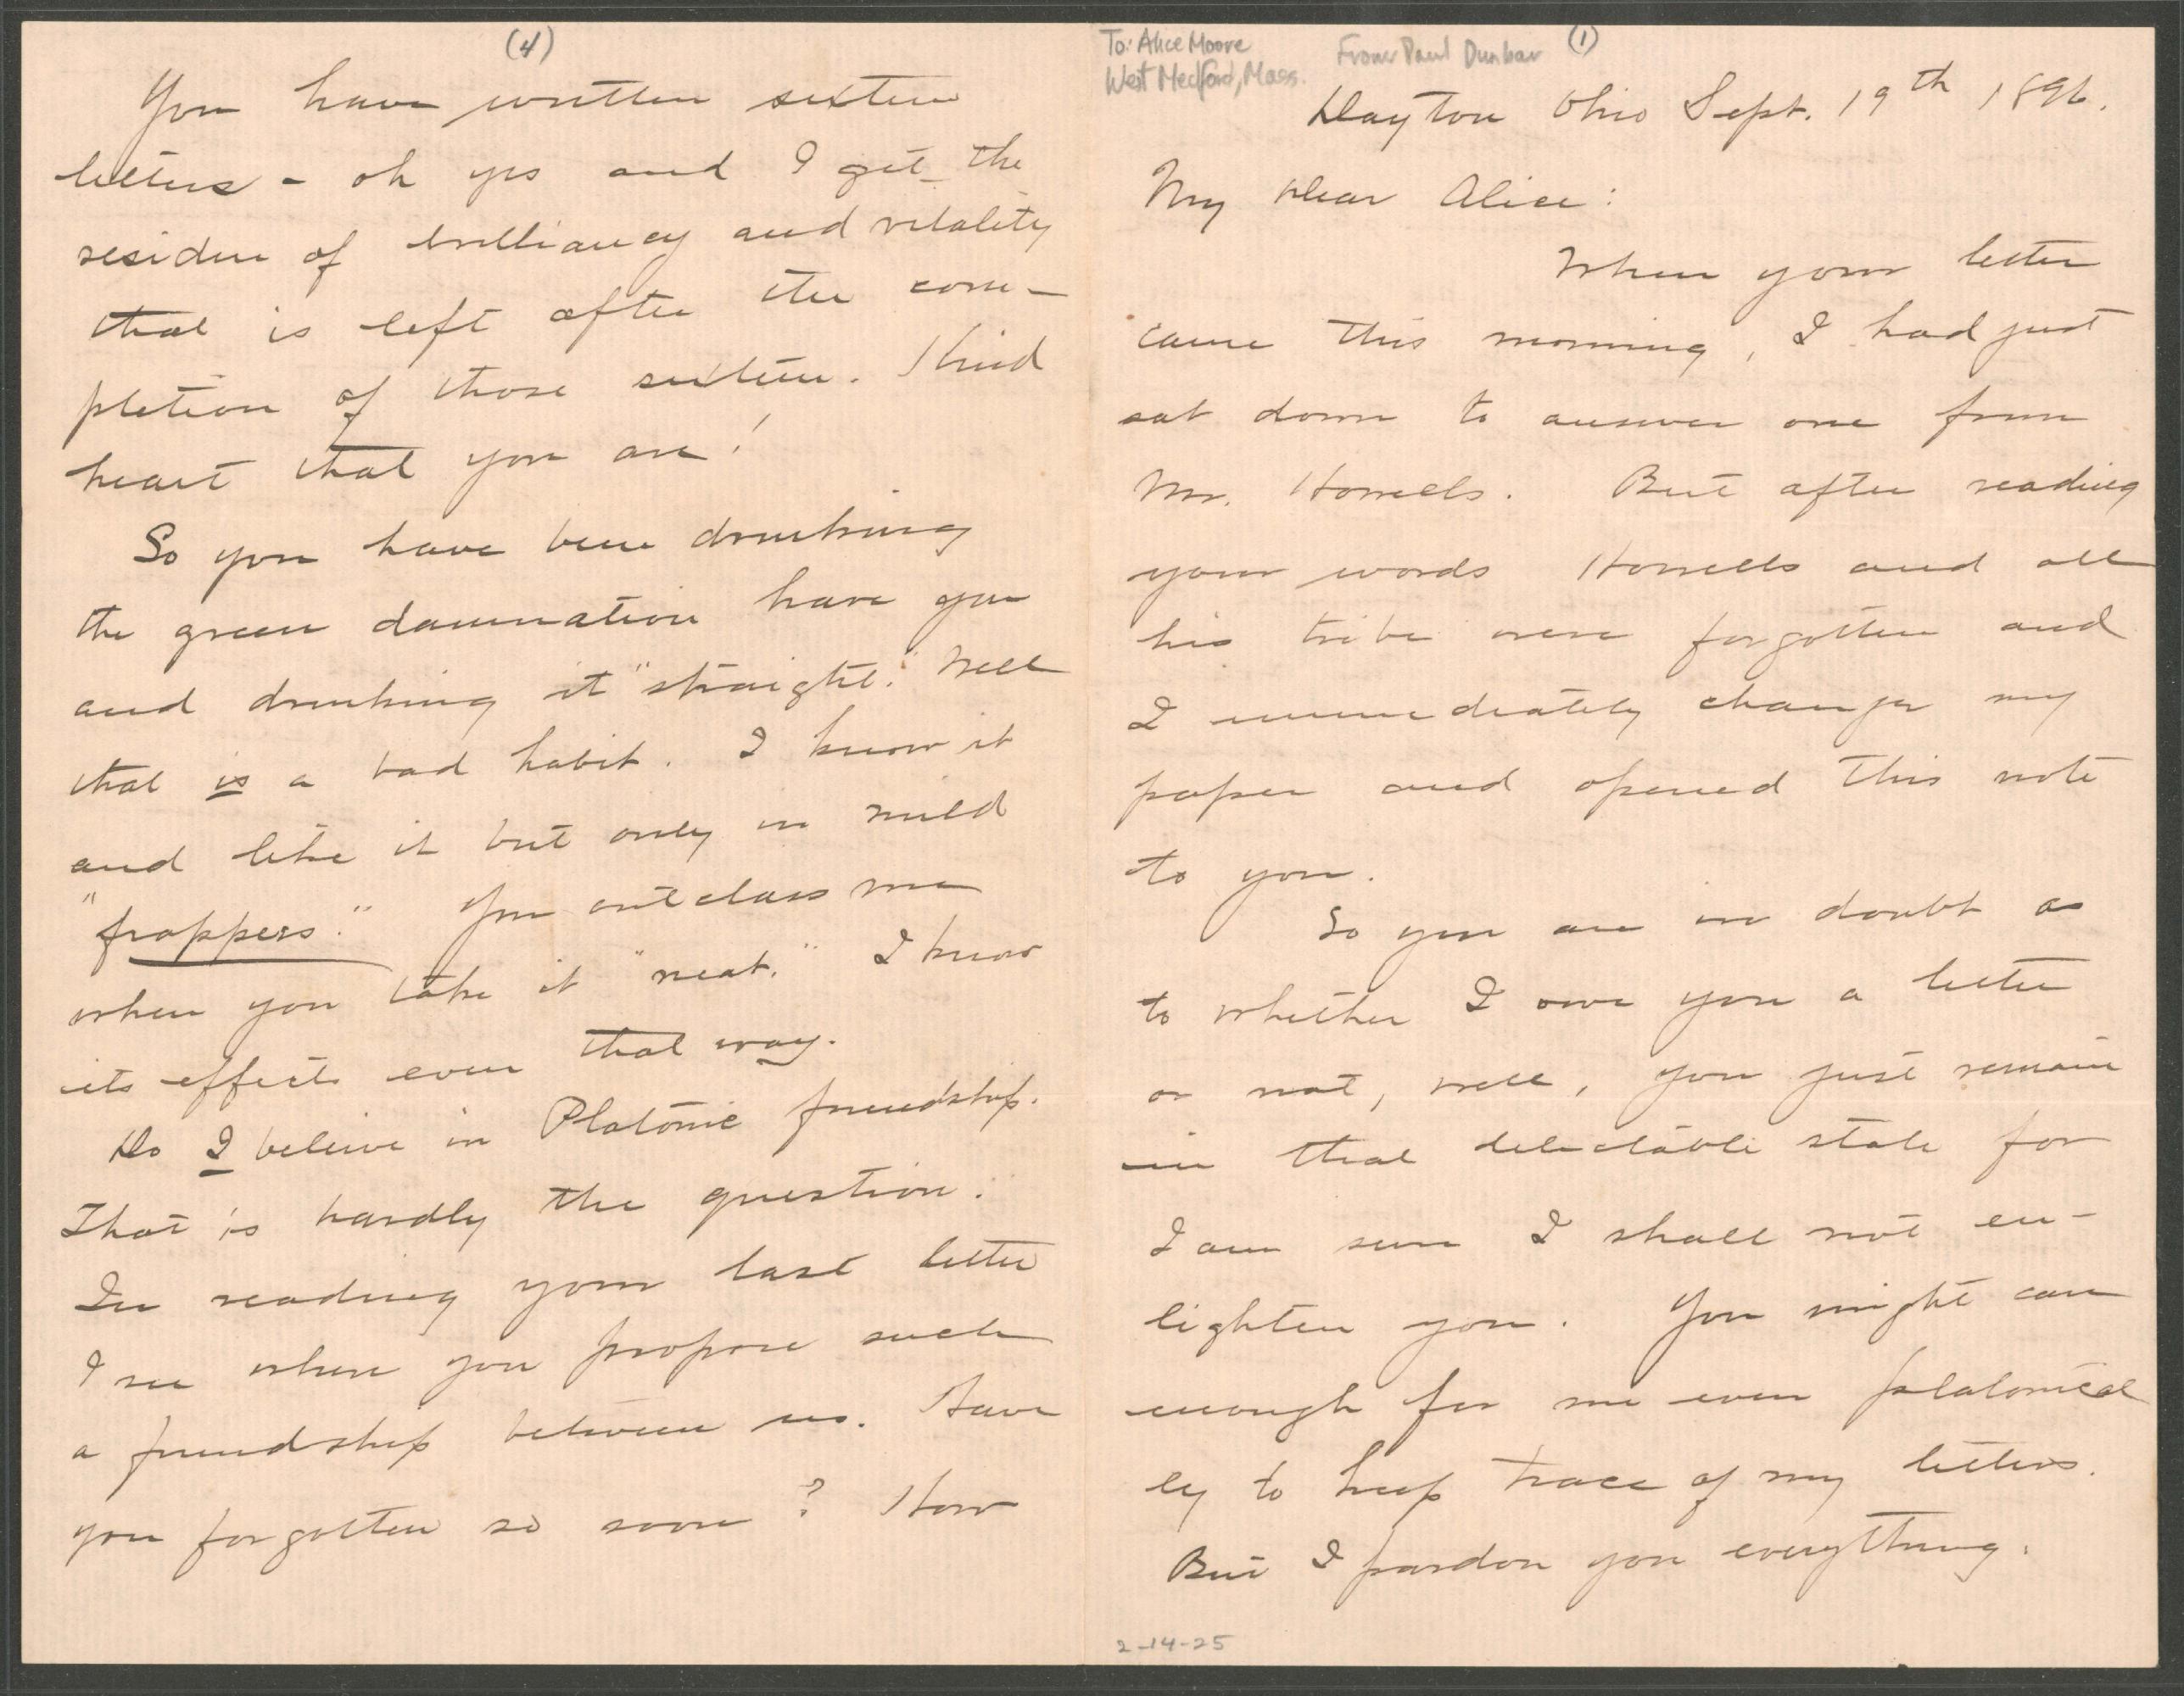 (4)
You have written sixteen
letters - oh yes and I get the
residue of brilliancy and vitality
that is left after the com-
pletion of those sixteen. Kind
heart that you are!
So you have been drinking
the green damnation have you
and drinking it "straight." Well
that is a bad habit. I know it
and like it but only in mild
"frappers." You outclass me
when you take it "neat." I know
its effects even that way.
Do I believe in Platonic friendship.
That is hardly the question.
In reading your last letter
I see where you propose such
a friendship between us. Have
you forgotten so soon? How
To: Alice Moore
West Medford, Mass.
From Paul Dunbar
(1)
Dayton Ohio Sept. 19th 1896.
My dear Alice:
When your letter
came this morning, I had just
sat down to answer one from
Mr. Howells. But after reading
your words Howells and all
his tribe were forgotten and
I immediately changed my
paper and opened this note
to you.
So you are in doubt as
to whether I owe you a letter
or not, well, you just remain
in that delectable state for
I am sure I shall not en-
lighten you. You might care
enough for me even platonical
ly to keep trace of my letters.
But I pardon you everything.
2-14-25